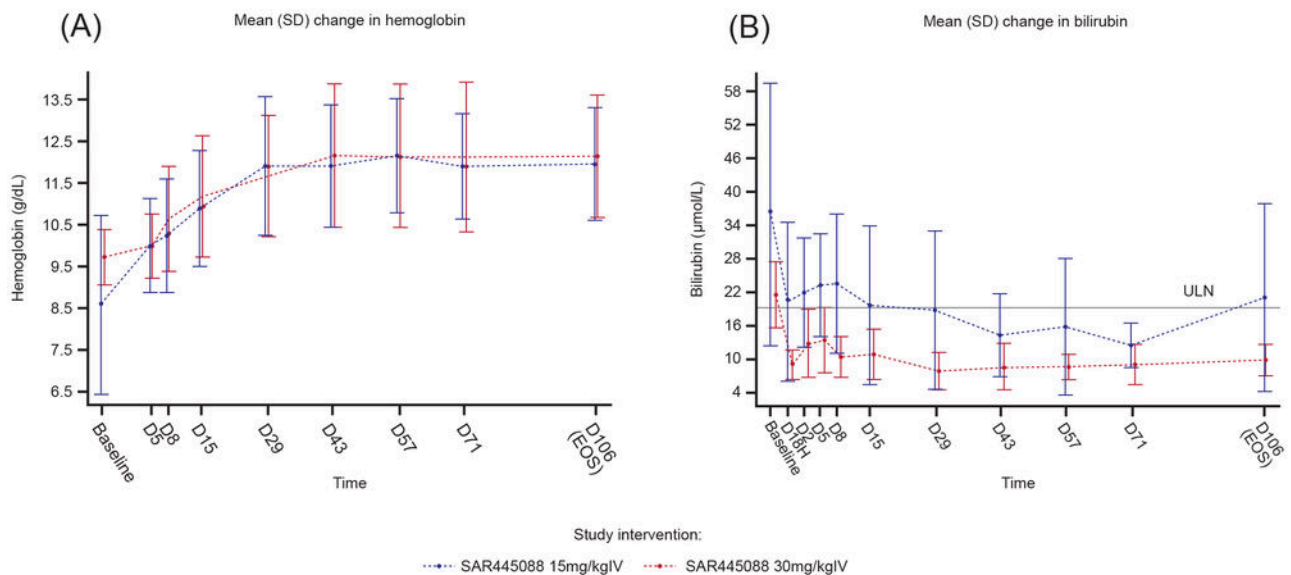 (A)
Mean (SD) change in hemoglobin
Hemoglobin (g/dL)
13.5
12.5
11.5
10.5
9.5
8.5
7.5
6.5
Baseline
D5
D8
D15
D29
D43
D57
D71
D106
(EOS)
Time
(B)
Mean (SD) change in bilirubin
Bilirubin (µmol/L)
58
52
46
40
34
28
22
16
10
4
ULN
Baseline
D18H
D2
D5
D8
D15
D29
D43
D57
D71
D106
(EOS)
Time
Study intervention:
SAR445088 15mg/kgIV
SAR445088 30mg/kgIV